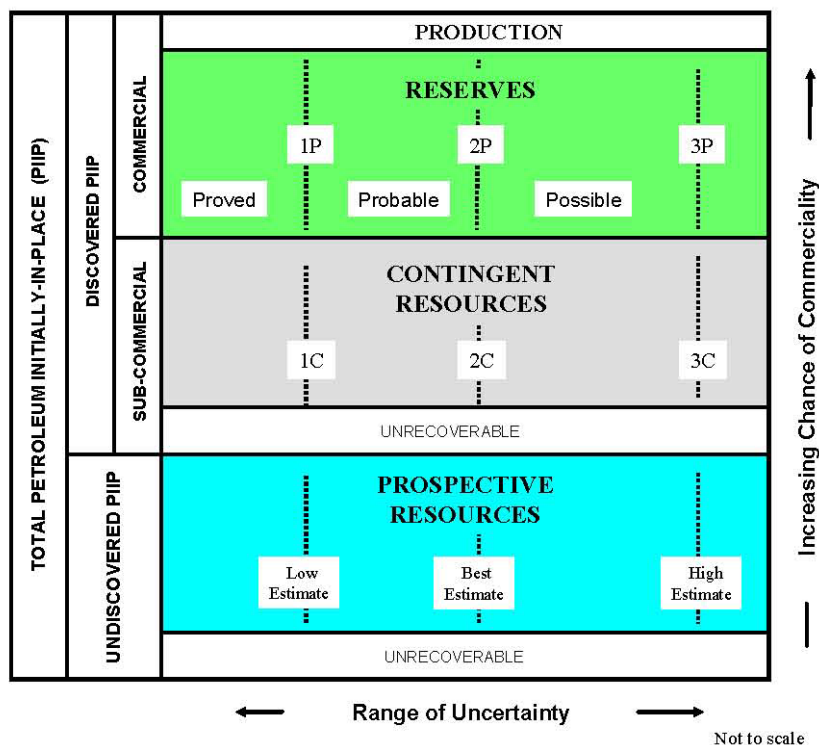 TOTAL PETROLEUM INITIALLY-IN-PLACE (PIIP)
DISCOVERED PIIP
COMMERCIAL
PRODUCTION
RESERVES
1P
2P
3P
Proved
Probable
Possible
SUB-COMMERCIAL
CONTINGENT
RESOURCES
1C
2C
3C
UNRECOVERABLE
UNDISCOVERED PIIP
PROSPECTIVE
RESOURCES
Low
Estimate
Best
Estimate
High
Estimate
UNRECOVERABLE
Increasing Chance of Commerciality
Range of Uncertainty
Not to scale